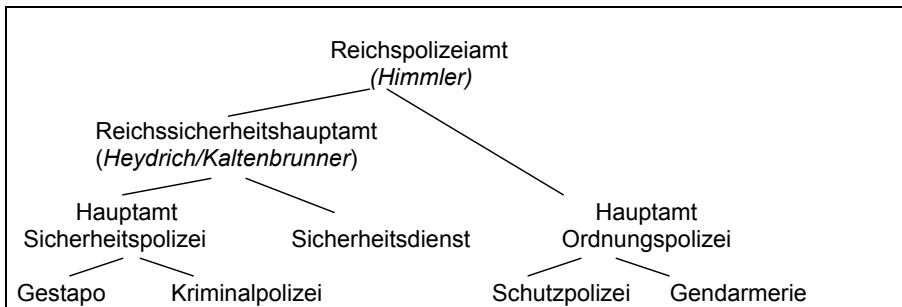 Reichspolizeiamt
(Himmler)
Reichssicherheitshauptamt
(Heydrich/Kaltenbrunner)
Hauptamt
Sicherheitspolizei
Sicherheitsdienst
Hauptamt
Ordnungspolizei
Gestapo
Kriminalpolizei
Schutzpolizei
Gendarmerie